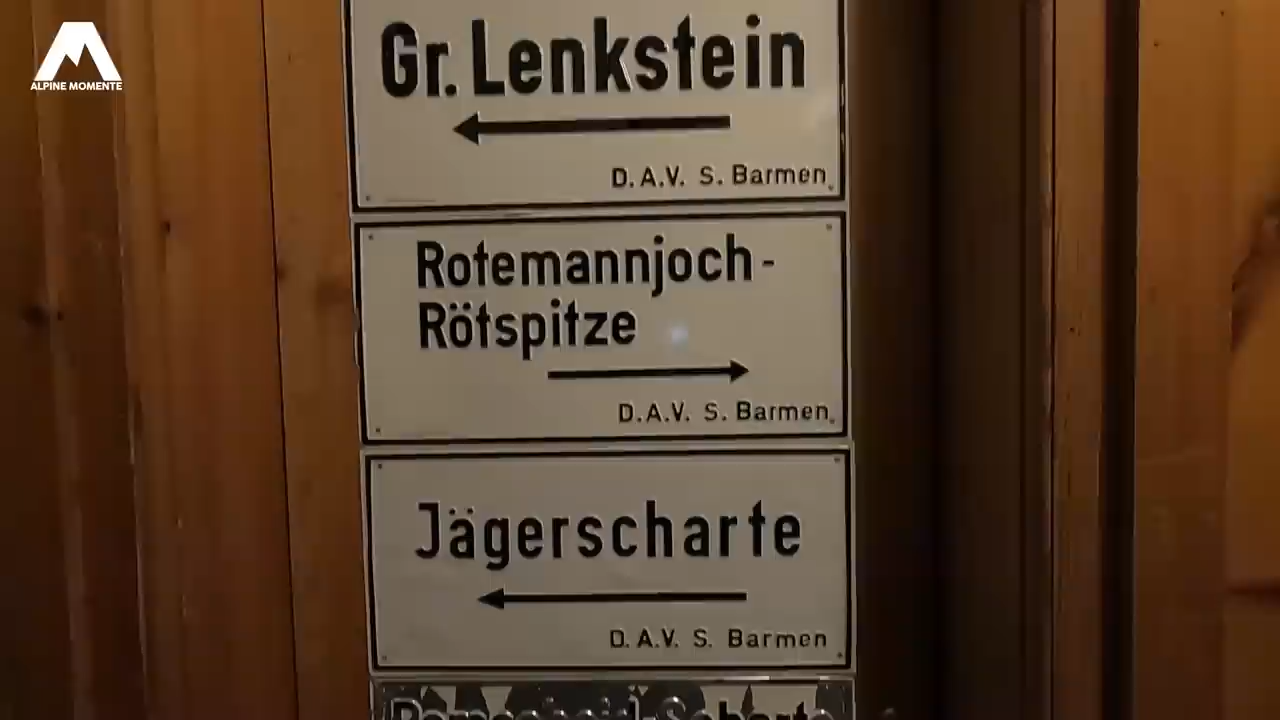 ALPINE MOMENTE
Gr. Lenkstein
D.A.V. S. Barmen
Rotemannjoch-
Rötspitze
D.A.V. S. Barmen
Jägerscharte
D.A.V. S. Barmen